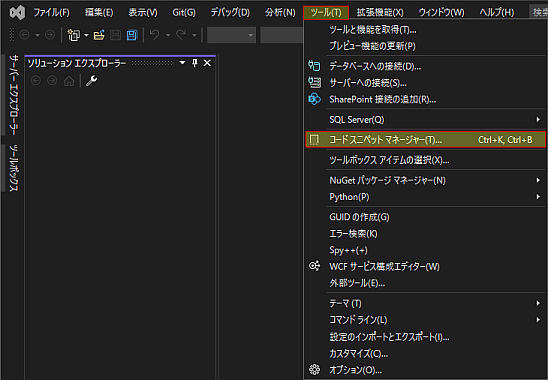 ファイル(F) 編集(E) 表示(V) Git(G) デバッグ(D) 分析(N) ツール(T) 拡張機能(X) ウィンドウ(W) ヘルプ(H) 検索
サーバー エクスプローラー
ツールボックス
ソリューション エクスプローラー
ツールと機能を取得(T)...
プレビュー機能の更新(P)
データベースへの接続(D)...
サーバーへの接続(S)...
SharePoint 接続の追加(R)...
SQL Server(Q)
コード スニペット マネージャー(T)... Ctrl+K, Ctrl+B
ツールボックス アイテムの選択(X)...
NuGet パッケージ マネージャー(N)
Python(P)
GUID の作成(G)
エラー検索(K)
Spy++(+)
WCF サービス構成エディター(W)
外部ツール(E)...
テーマ (T)
コマンド ライン(L)
設定のインポートとエクスポート(I)...
カスタマイズ(C)...
オプション(O)...